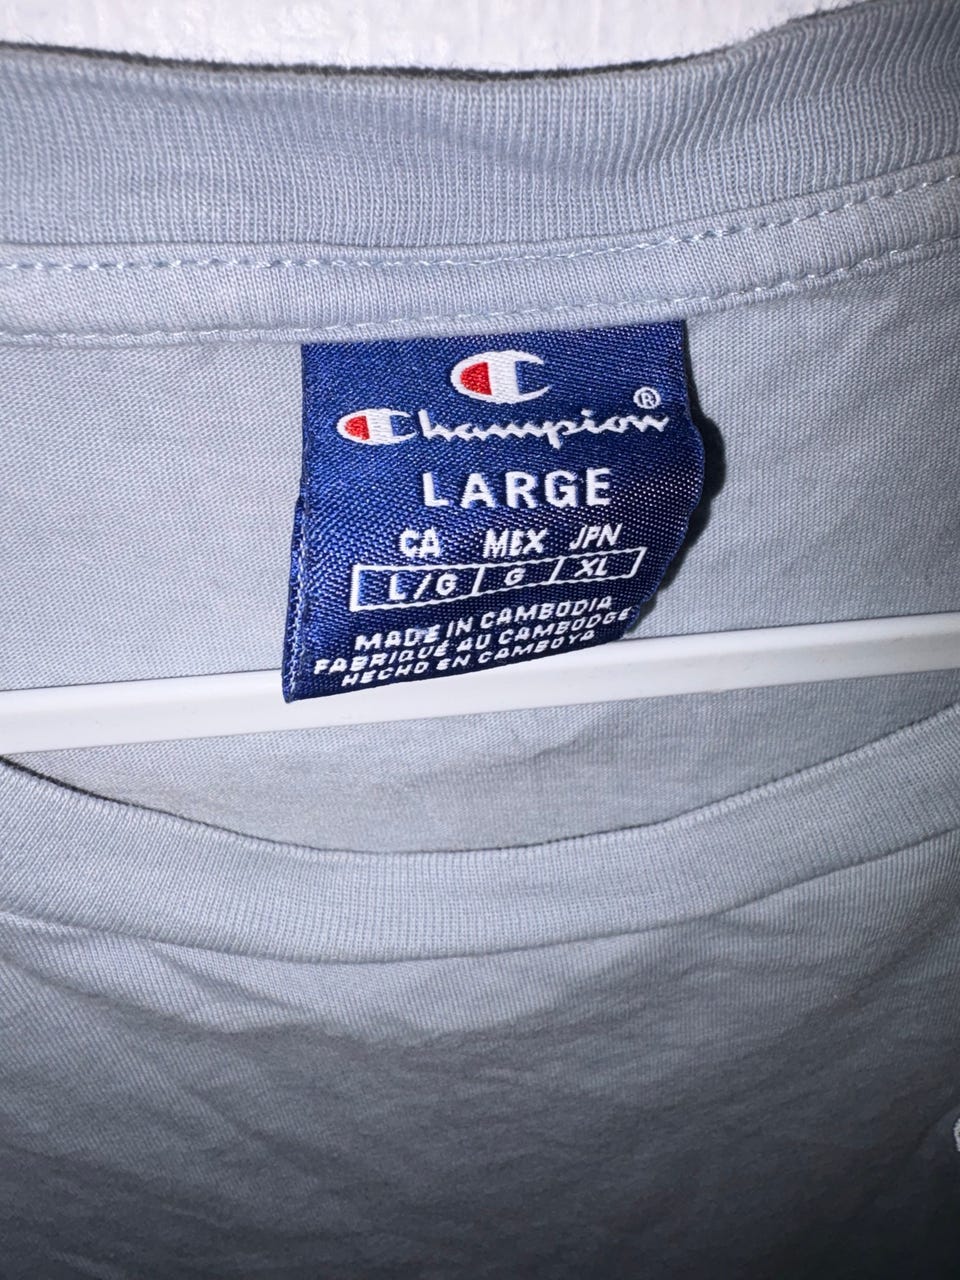 Champion®
LARGE
CA MEX JPN
L/G G XL
MADE IN CAMBODIA
FABRIQUÉ AU CAMBODGE
HECHO EN CAMBOYA